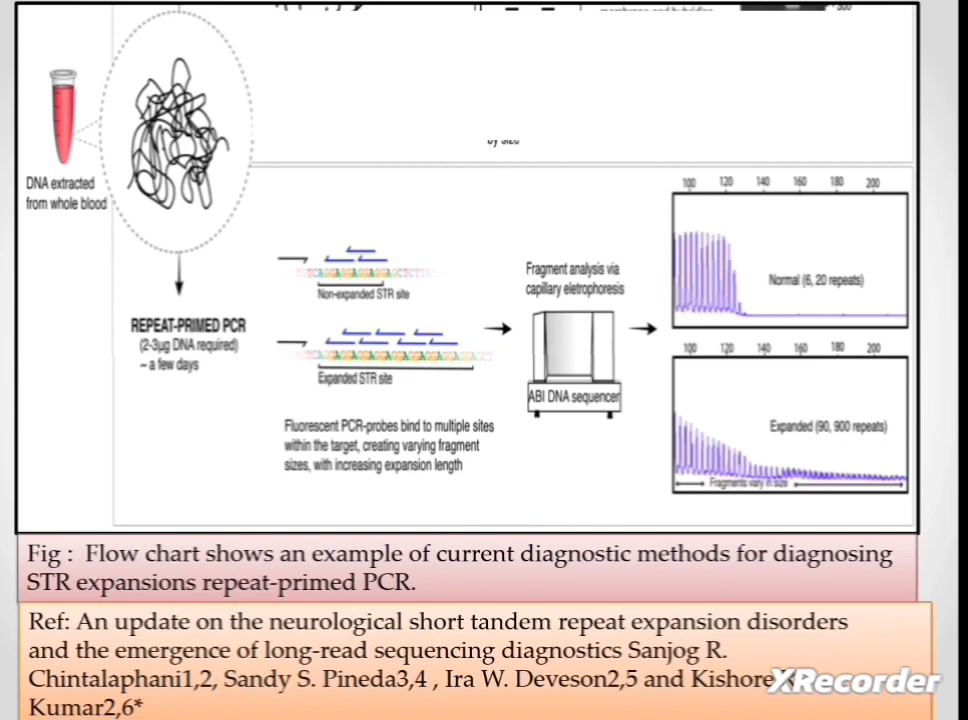 300
by size
DNA extracted
from whole blood
REPEAT-PRIMED PCR
(2-3µg DNA required)
~ a few days
Non-expanded STR site
Expanded STR site
Fluorescent PCR-probes bind to multiple sites
within the target, creating varying fragment
sizes, with increasing expansion length
Fragment analysis via
capillary eletrophoresis
ABI DNA sequencer
100 120 140 160 180 200
Normal (6, 20 repeats)
100 120 140 160 180 200
Expanded (90, 900 repeats)
Fragments vary in size
Fig : Flow chart shows an example of current diagnostic methods for diagnosing
STR expansions repeat-primed PCR.
Ref: An update on the neurological short tandem repeat expansion disorders
and the emergence of long-read sequencing diagnostics Sanjog R.
Chintalaphani1,2, Sandy S. Pineda3,4 , Ira W. Deveson2,5 and Kishore
Kumar2,6*
XRecorder